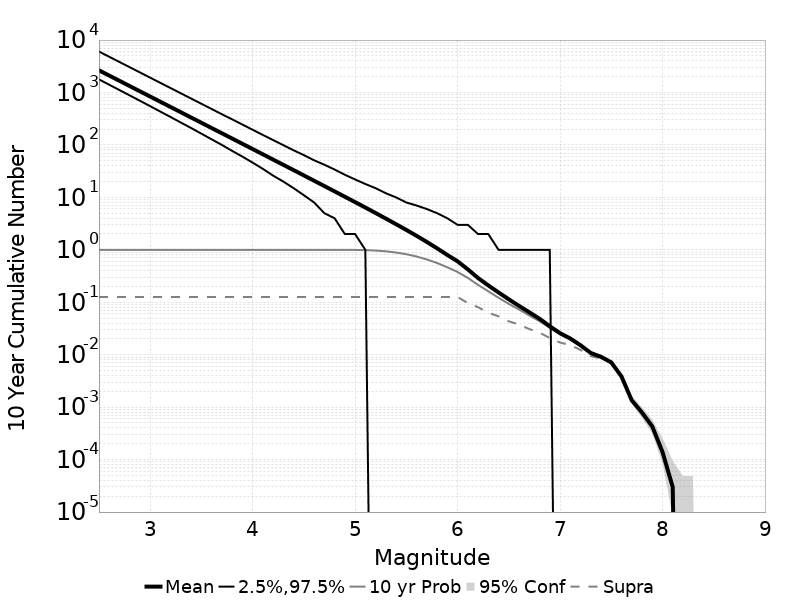 10^4
10^3
10^2
10^1
10^0
10^-1
10^-2
10^-3
10^-4
10^-5
10 Year Cumulative Number
3 4 5 6 7 8 9
Magnitude
Mean 2.5%,97.5% 10 yr Prob 95% Conf Supra